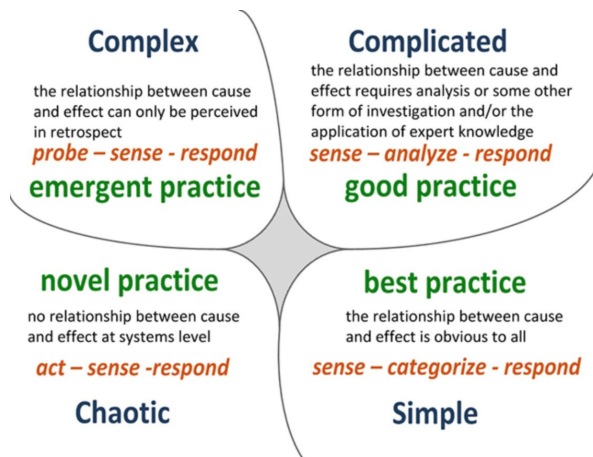 Complex
the relationship between cause
and effect can only be perceived
in retrospect
probe – sense - respond
emergent practice
Complicated
the relationship between cause and
effect requires analysis or some other
form of investigation and/or the
application of expert knowledge
sense – analyze - respond
good practice
novel practice
no relationship between cause
and effect at systems level
act – sense -respond
Chaotic
best practice
the relationship between cause
and effect is obvious to all
sense – categorize - respond
Simple